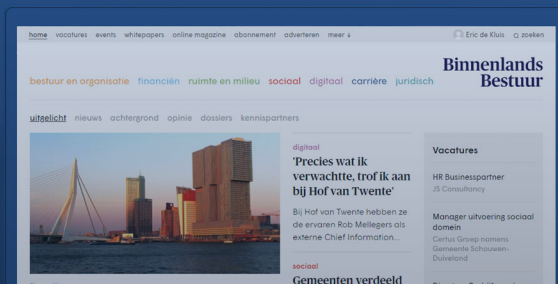 home vacatures events whitepapers online magazine abonnement adverteren meer ↓ Eric de Kluis zoeken
Binnenlands
Bestuur
bestuur en organisatie financiën ruimte en milieu sociaal digitaal carrière juridisch
uitgelicht nieuws achtergrond opinie dossiers kennispartners
digitaal
'Precies wat ik
verwachtte, trof ik aan
bij Hof van Twente'
Bij Hof van Twente hebben ze
de ervaren Rob Mellegers als
externe Chief Information...
sociaal
Gemeenten verdeeld
Vacatures
HR Businesspartner
JS Consultancy
Manager uitvoering sociaal
domein
Certus Groep namens
Gemeente Schouwen-
Duiveland